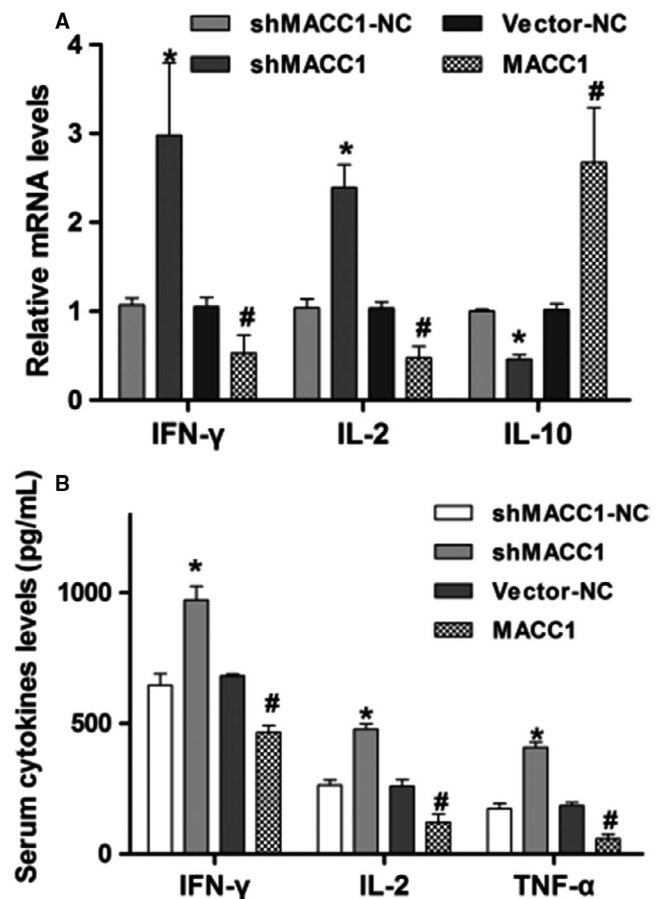 A
shMACC1-NC Vector-NC
shMACC1 MACC1
Relative mRNA levels
4
3
2
1
0
* # * # * #
IFN-γ IL-2 IL-10
B
shMACC1-NC
shMACC1
Vector-NC
MACC1
Serum cytokines levels (pg/mL)
1000
500
0
* # * # * #
IFN-γ IL-2 TNF-α